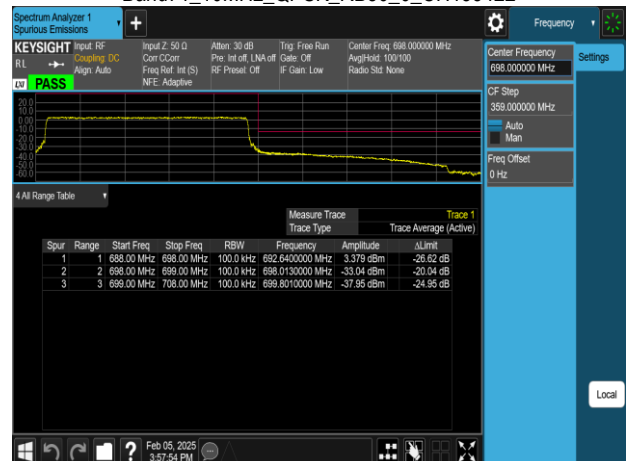 Spectrum Analyzer 1
Spurious Emissions
Frequency
KEYSIGHT
RL
LXI
PASS
Input: RF
Coupling: DC
Align: Auto
Input Z: 50 Ω
Corr CCorr
Freq Ref: Int (S)
NFE: Adaptive
Atten: 30 dB
Pre: Int off, LNA off
RF Preset: Off
Trig: Free Run
Gate: Off
IF Gain: Low
Center Freq: 698.000000 MHz
Avg|Hold: 100/100
Radio Std: None
Center Frequency
698.000000 MHz
Settings
CF Step
359.000000 MHz
Auto
Man
Freq Offset
0 Hz
Local
20.0
10.0
0.00
-10.0
-20.0
-30.0
-40.0
-50.0
-60.0
4 All Range Table
Measure Trace Trace 1
Trace Type Trace Average (Active)
Spur Range Start Freq Stop Freq RBW Frequency Amplitude ΔLimit
1 1 688.00 MHz 698.00 MHz 100.0 kHz 692.6400000 MHz 3.379 dBm -26.62 dB
2 2 698.00 MHz 699.00 MHz 100.0 kHz 698.0130000 MHz -33.04 dBm -20.04 dB
3 3 699.00 MHz 708.00 MHz 100.0 kHz 699.8010000 MHz -37.95 dBm -24.95 dB
Feb 05, 2025
3:57:54 PM